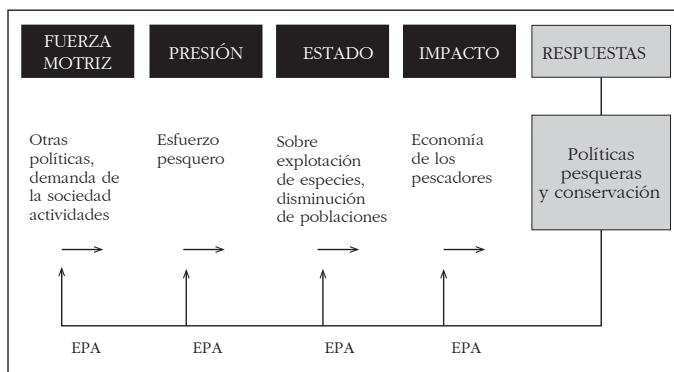 FUERZA
MOTRIZ
PRESIÓN
ESTADO
IMPACTO
RESPUESTAS
Otras
políticas,
demanda de
la sociedad
actividades
Esfuerzo
pesquero
Sobre
explotación
de especies,
disminución
de poblaciones
Economía
de los
pescadores
Políticas
pesqueras
y conservación
EPA
EPA
EPA
EPA